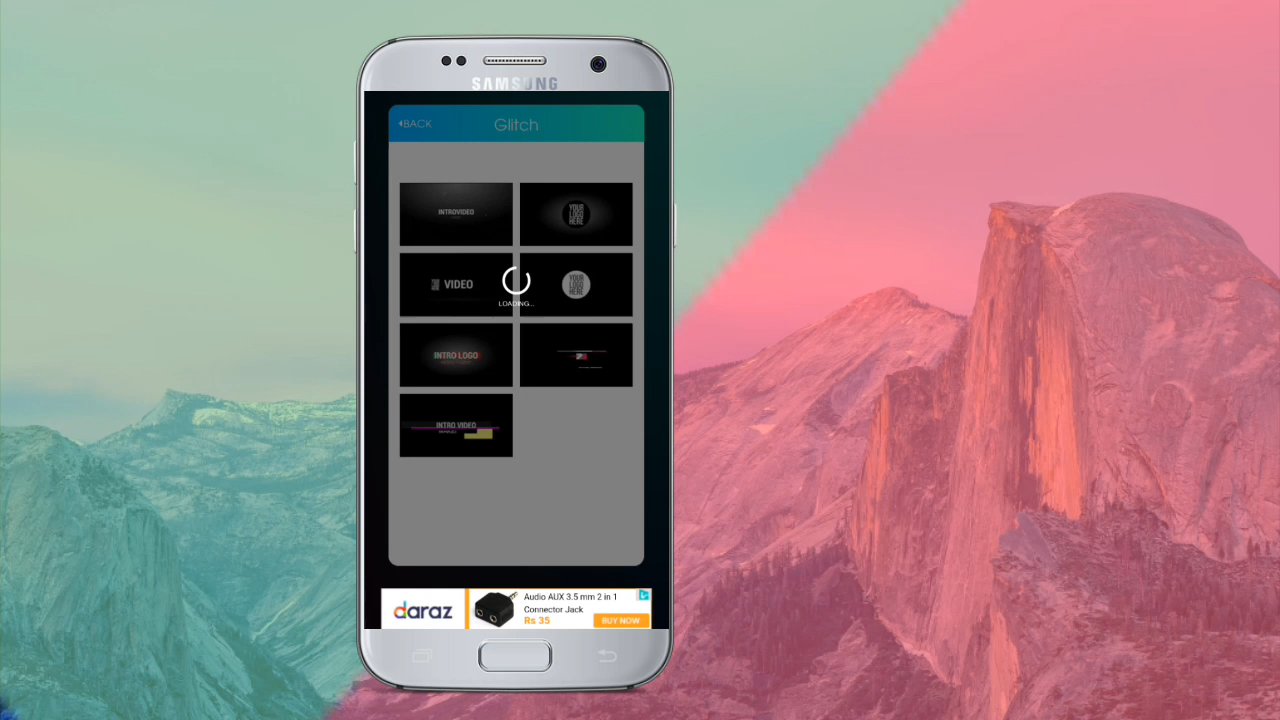 SAMSUNG
BACK
Glitch
INTROVIDEO
YOUR
LOGO
HERE
VIDEO
YOUR
LOGO
HERE
LOADING...
INTRO LOGO
INTRO VIDEO
daraz
Audio AUX 3.5 mm 2 in 1
Connector Jack
Rs 35
BUY NOW